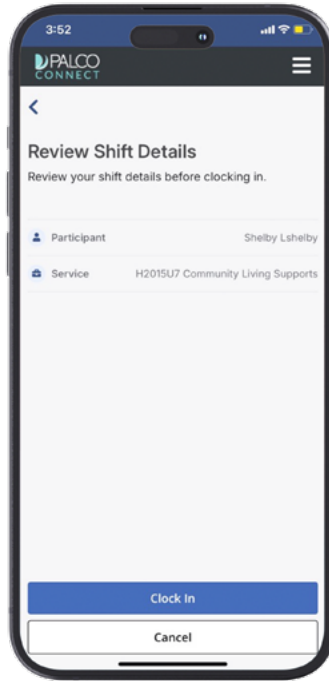 3:52
PALCO
CONNECT
Review Shift Details
Review your shift details before clocking in.
Participant Shelby Lshelby
Service H2015U7 Community Living Supports
Clock In
Cancel